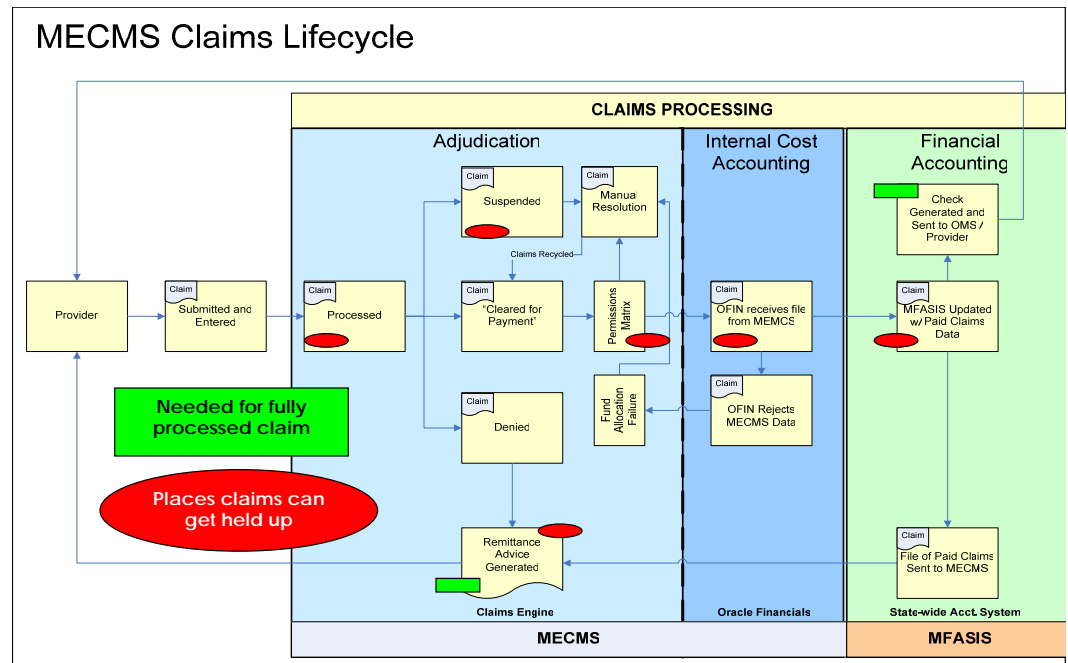 MECMS Claims Lifecycle
CLAIMS PROCESSING
Adjudication
Internal Cost
Accounting
Financial
Accounting
Claim
Suspended
Claim
Manual
Resolution
Check
Generated and
Sent to OMS /
Provider
Claims Recycled
Provider
Claim
Submitted and
Entered
Claim
Processed
Claim
"Cleared for
Payment"
Permissions
Matrix
Claim
OFIN receives file
from MEMCS
Claim
MFASIS Updated
w/ Paid Claims
Data
Needed for fully
processed claim
Claim
Denied
Fund
Allocation
Failure
Claim
OFIN Rejects
MECMS Data
Places claims can
get held up
Remittance
Advice
Generated
Claim
File of Paid Claims
Sent to MECMS
Claims Engine
Oracle Financials
State-wide Acct. System
MECMS
MFASIS